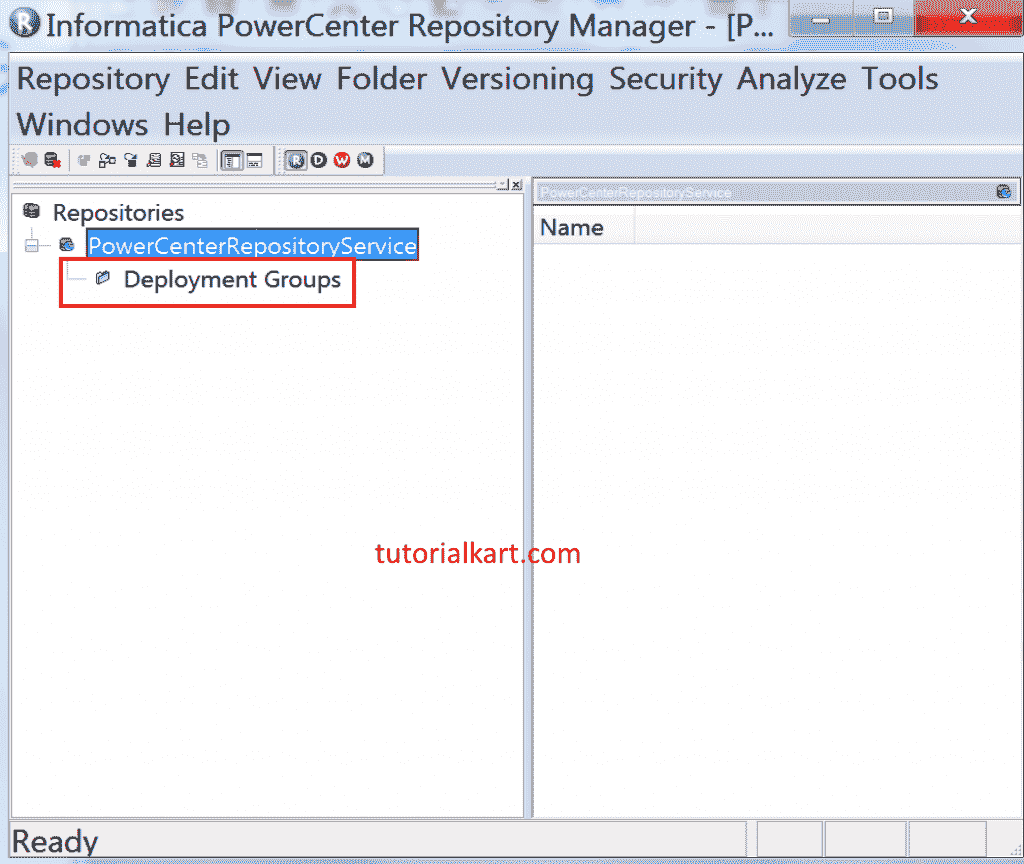 Informatica PowerCenter Repository Manager - [P...
Repository Edit View Folder Versioning Security Analyze Tools
Windows Help
R D W M
PowerCenterRepositoryService
Repositories
Name
PowerCenterRepositoryService
Deployment Groups
tutorialkart.com
Ready